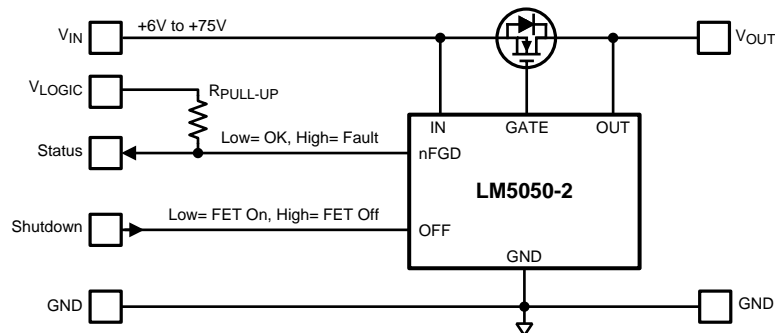 VIN
+6V to +75V
VOUT
VLOGIC
RPULL-UP
IN
GATE
OUT
Status
Low= OK, High= Fault
nFGD
LM5050-2
Shutdown
Low= FET On, High= FET Off
OFF
GND
GND
GND